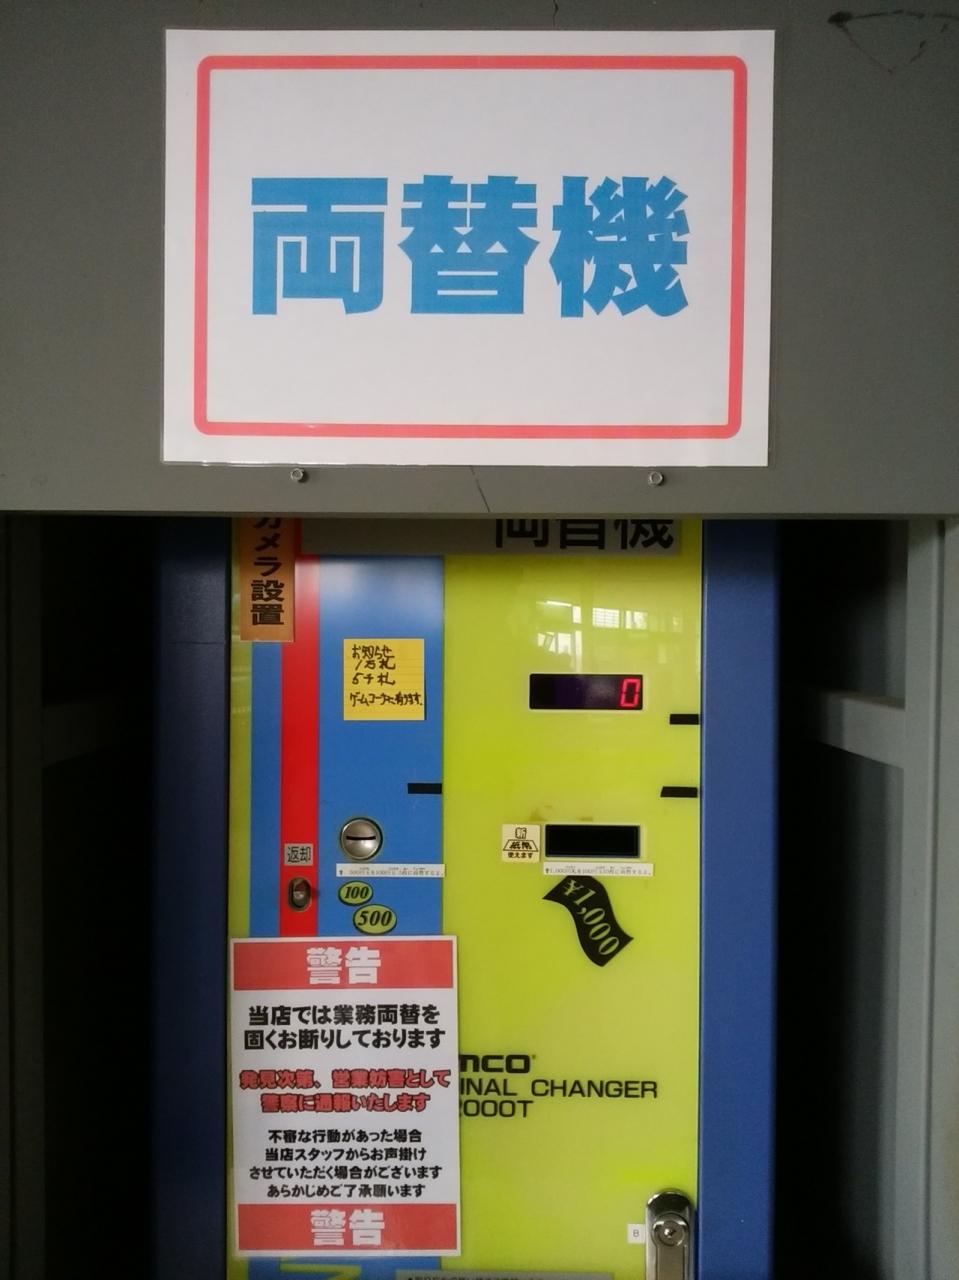 両替機
両替機
カメラ設置
お知らせ
1万札
5千札
ゲームコーナーに有ります。
0
返却
新
紙幣
使えます
100
500
¥1,000
警告
当店では業務両替を
固くお断りしております
発見次第、営業妨害として
警察に通報いたします
不審な行動があった場合
当店スタッフからお声掛け
させていただく場合がございます
あらかじめご了承願います
警告
mco
INAL CHANGER
2000T
B